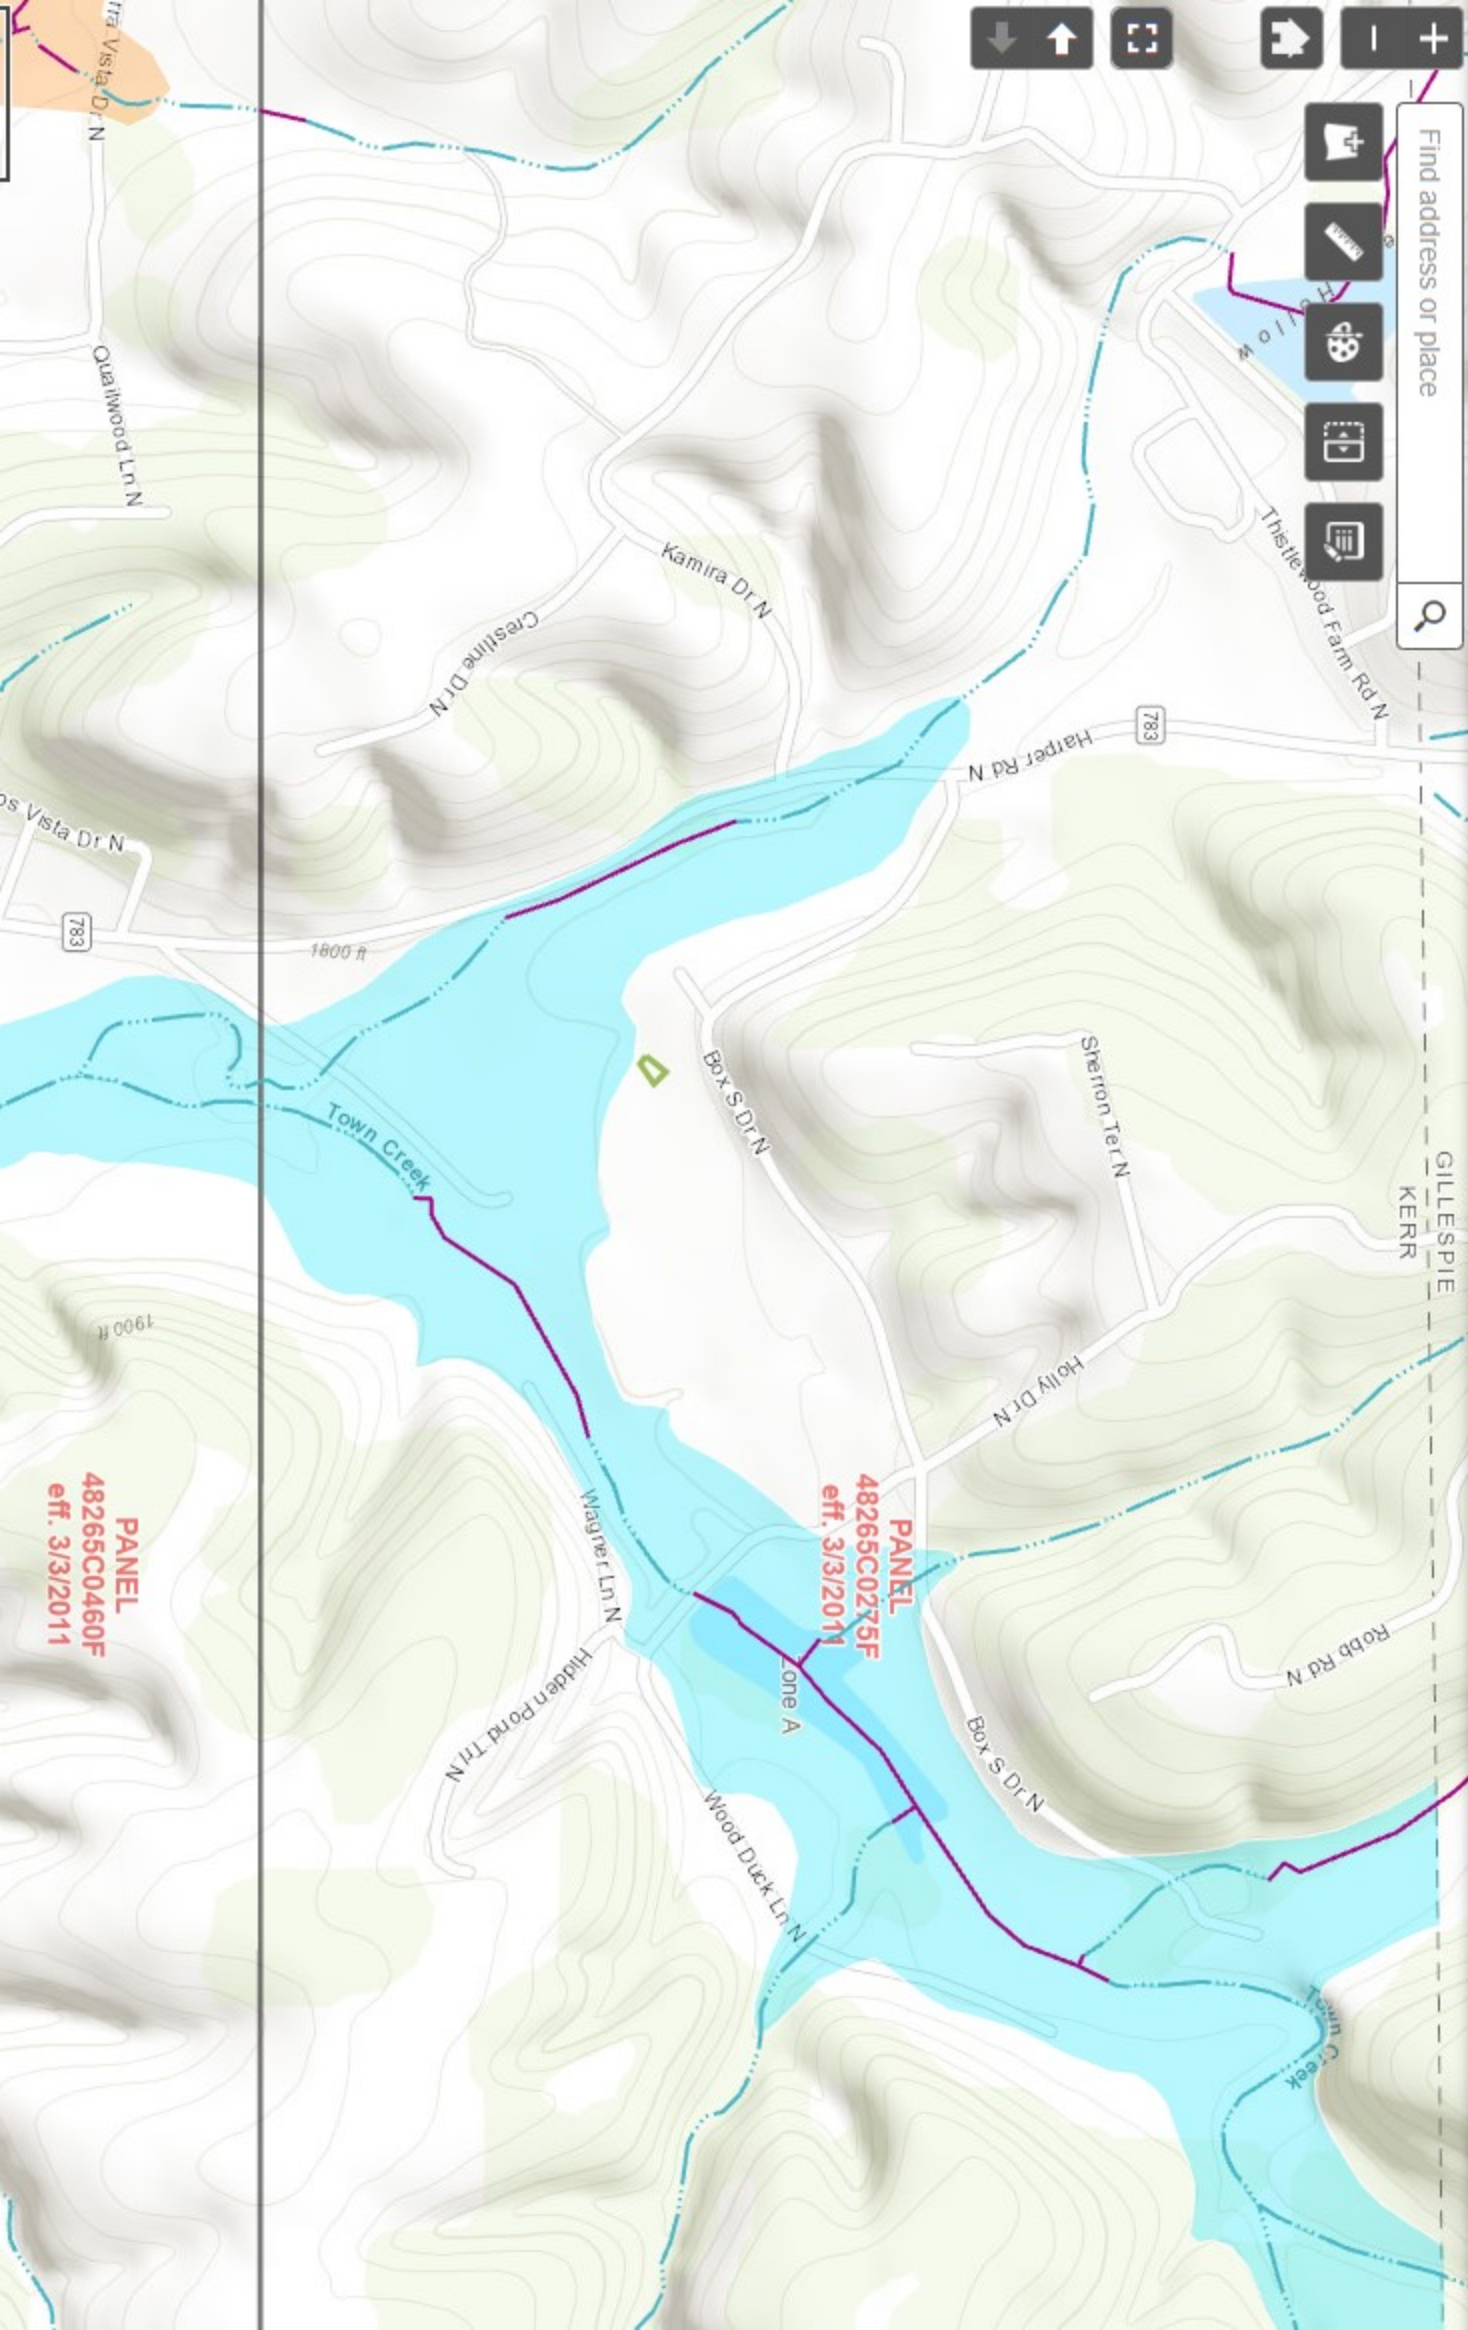 Find address or place
Hollow
Thistlewood Farm Rd N
783
Harper Rd N
GILLESPIE
KERR
Vista Dr N
Quailwood Ln N
Kamira Dr N
Crestline Dr N
Vista Dr N
783
1800 ft
Box S Dr N
Sherron Ter N
Holly Dr N
Town Creek
1900 ft
Wagner Ln N
PANEL
48265C0275F
eff. 3/3/2011
Zone A
Robb Rd N
Box S Dr N
PANEL
48265C0460F
eff. 3/3/2011
Hidden Pond Trl N
Wood Duck Ln N
Town Creek